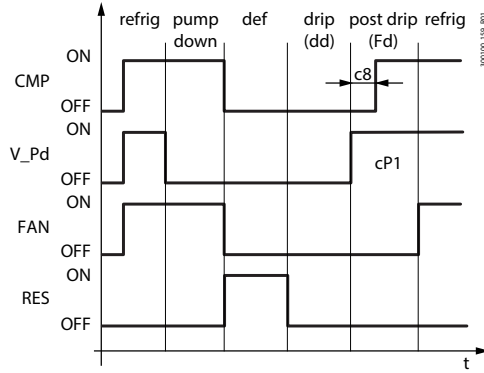 refrig pump down def drip (dd) post drip (Fd) refrig
ON
CMP
c8
OFF
ON
V_Pd
cP1
OFF
ON
FAN
OFF
ON
RES
OFF
t